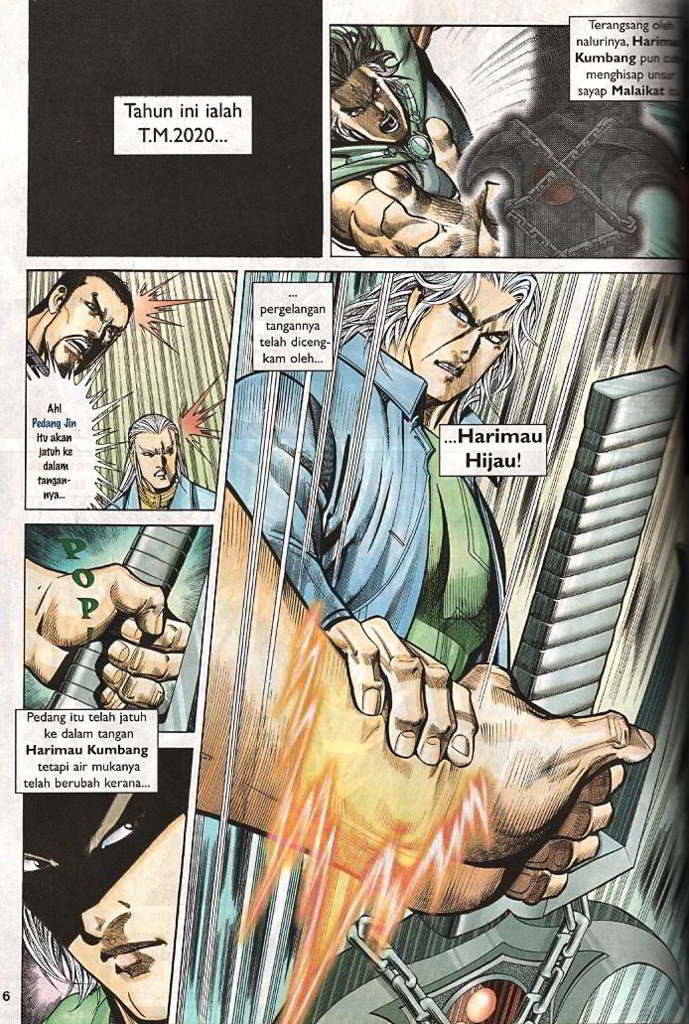 Tahun ini ialah
T.M.2020...
Terangsang oleh
nalurinya, Harimau
Kumbang pun
menghisap unsur
sayap Malaikat
Ah!
Pedang Jin
itu akan
jatuh ke
dalam
tangan-
nya...
...
pergelangan
tangannya
telah diceng-
kam oleh...
...Harimau
Hijau!
POP!
Pedang itu telah jatuh
ke dalam tangan
Harimau Kumbang
tetapi air mukanya
telah berubah kerana...
6